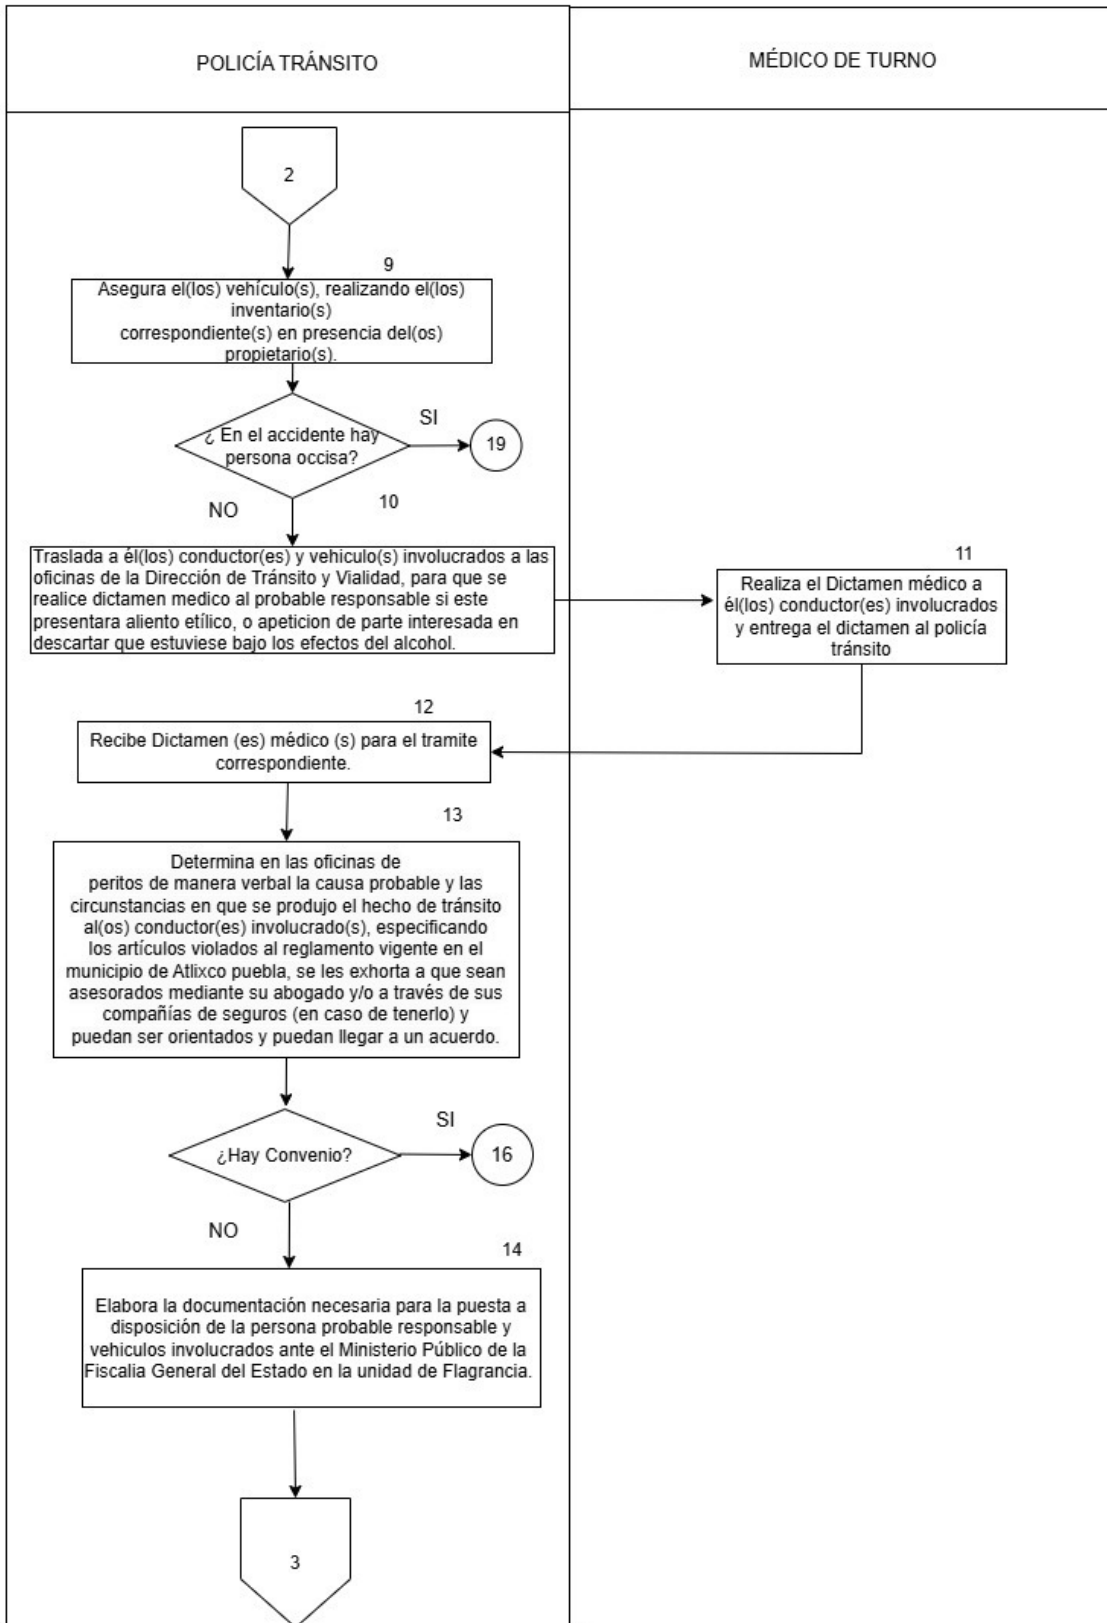 POLICÍA TRÁNSITO
MÉDICO DE TURNO
2
9
Asegura el(los) vehículo(s), realizando el(los)
inventario(s)
correspondiente(s) en presencia del(os)
propietario(s).
¿ En el accidente hay
persona occisa?
SI
19
NO
10
Traslada a él(los) conductor(es) y vehiculo(s) involucrados a las
oficinas de la Dirección de Tránsito y Vialidad, para que se
realice dictamen medico al probable responsable si este
presentara aliento etílico, o apeticion de parte interesada en
descartar que estuviese bajo los efectos del alcohol.
11
Realiza el Dictamen médico a
él(los) conductor(es) involucrados
y entrega el dictamen al policía
tránsito
12
Recibe Dictamen (es) médico (s) para el tramite
correspondiente.
13
Determina en las oficinas de
peritos de manera verbal la causa probable y las
circunstancias en que se produjo el hecho de tránsito
al(os) conductor(es) involucrado(s), especificando
los artículos violados al reglamento vigente en el
municipio de Atlixco puebla, se les exhorta a que sean
asesorados mediante su abogado y/o a través de sus
compañías de seguros (en caso de tenerlo) y
puedan ser orientados y puedan llegar a un acuerdo.
¿Hay Convenio?
SI
16
NO
14
Elabora la documentación necesaria para la puesta a
disposición de la persona probable responsable y
vehiculos involucrados ante el Ministerio Público de la
Fiscalia General del Estado en la unidad de Flagrancia.
3